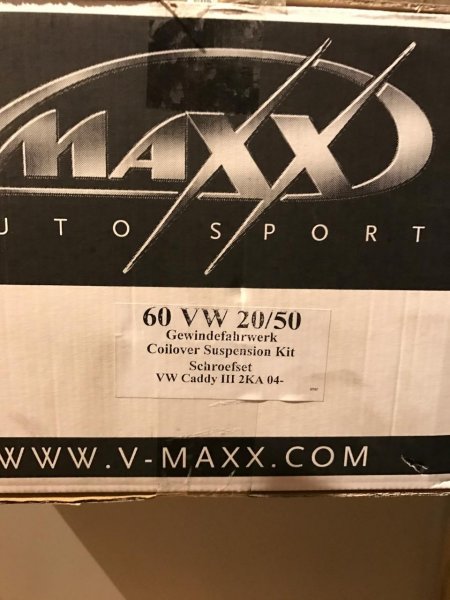 MAXX
UTO SPORT
60 VW 20/50
Gewindefahrwerk
Coilover Suspension Kit
Schroefset
VW Caddy III 2KA 04-
WWW.V-MAXX.COM